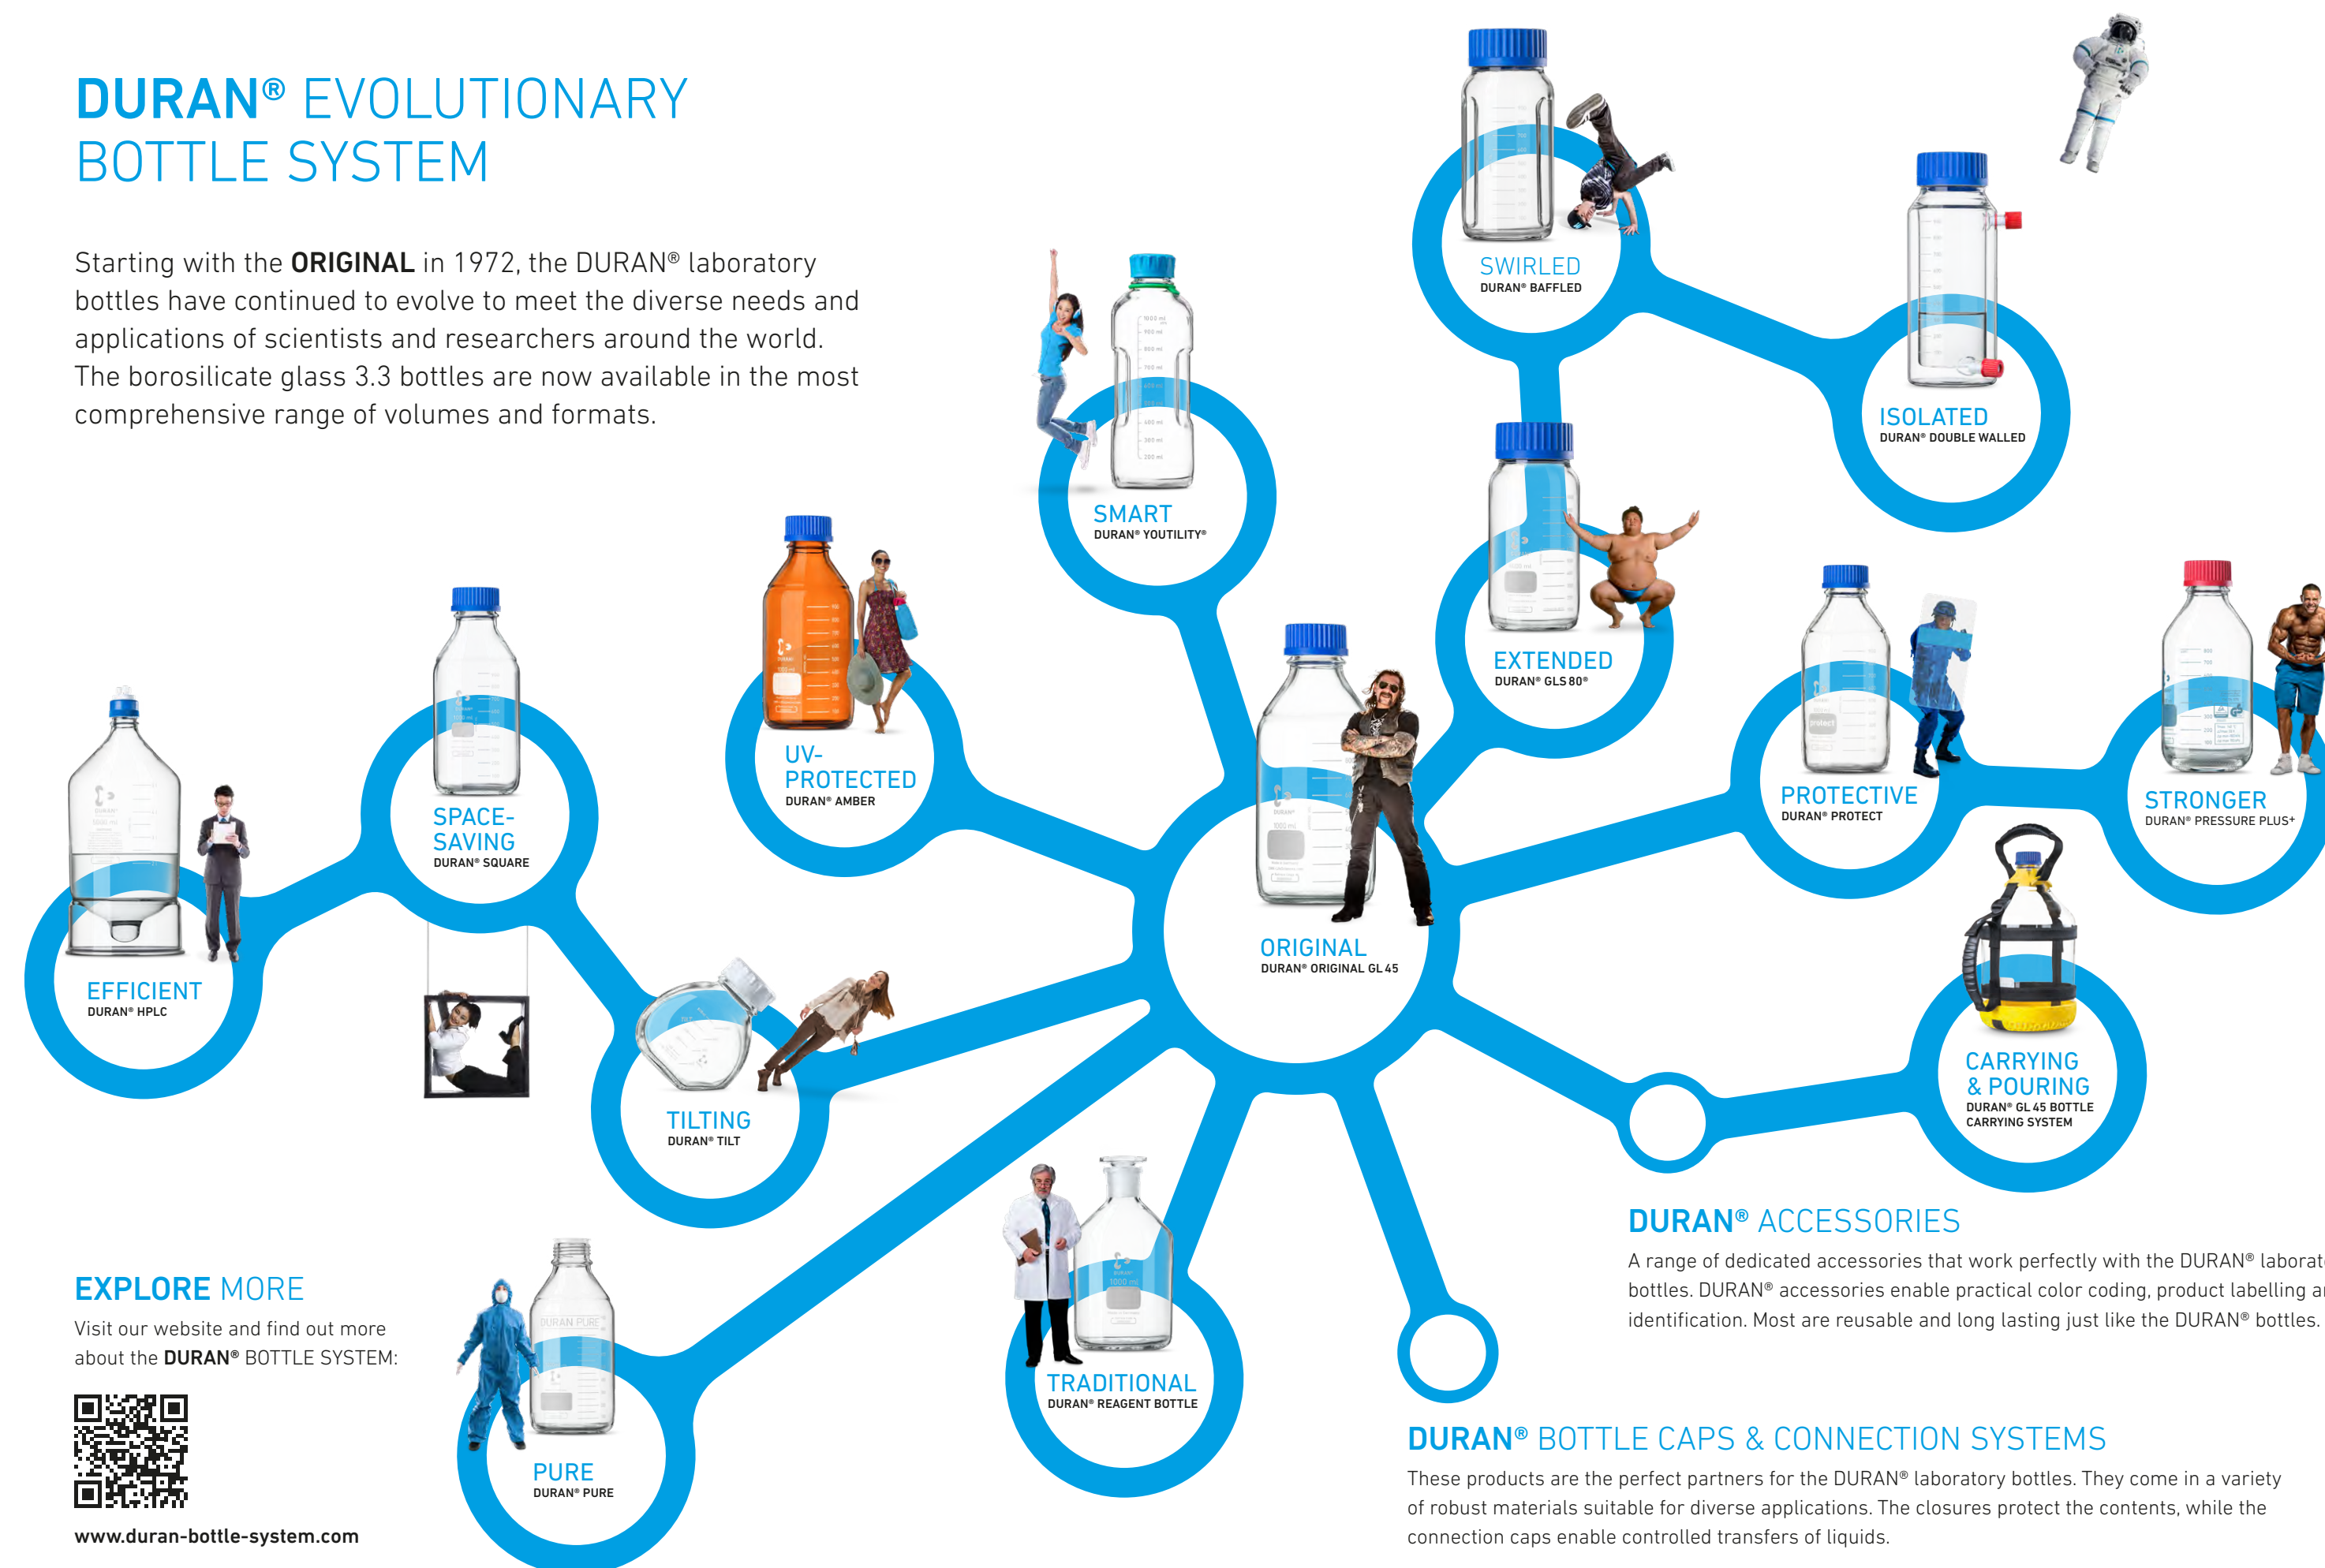 DURAN® EVOLUTIONARY
BOTTLE SYSTEM
Starting with the ORIGINAL in 1972, the DURAN® laboratory
bottles have continued to evolve to meet the diverse needs and
applications of scientists and researchers around the world.
The borosilicate glass 3.3 bottles are now available in the most
comprehensive range of volumes and formats.
SWIRLED
DURAN® BAFFLED
ISOLATED
DURAN® DOUBLE WALLED
SMART
DURAN® YOUTILITY®
EXTENDED
DURAN® GLS 80®
UV-
PROTECTED
DURAN® AMBER
PROTECTIVE
DURAN® PROTECT
STRONGER
DURAN® PRESSURE PLUS+
SPACE-
SAVING
DURAN® SQUARE
ORIGINAL
DURAN® ORIGINAL GL 45
EFFICIENT
DURAN® HPLC
TILTING
DURAN® TILT
CARRYING
& POURING
DURAN® GL 45 BOTTLE
CARRYING SYSTEM
DURAN® ACCESSORIES
A range of dedicated accessories that work perfectly with the DURAN®
bottles. DURAN® accessories enable practical color coding, product labelling
identification. Most are reusable and long lasting just like the DURAN® bottles.
TRADITIONAL
DURAN® REAGENT BOTTLE
PURE
DURAN® PURE
DURAN® BOTTLE CAPS & CONNECTION SYSTEMS
These products are the perfect partners for the DURAN® laboratory bottles. They come in a variety
of robust materials suitable for diverse applications. The closures protect the contents, while the
connection caps enable controlled transfers of liquids.
EXPLORE MORE
Visit our website and find out more
about the DURAN® BOTTLE SYSTEM:
www.duran-bottle-system.com